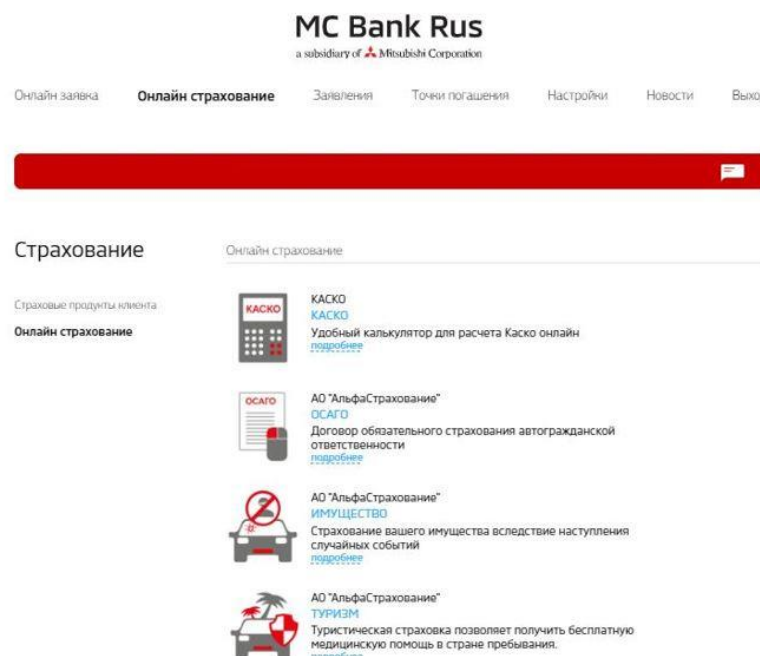 MC Bank Rus
a subsidiary of Mitsubishi Corporation
Онлайн заявка Онлайн страхование Заявления Точки погашения Настройки Новости Выхо
Страхование
Онлайн страхование
Страховые продукты клиента
Онлайн страхование
КАСКО
КАСКО
КАСКО
Удобный калькулятор для расчета Каско онлайн
подробнее
ОСАГО
АО "АльфаСтрахование"
ОСАГО
Договор обязательного страхования автогражданской
ответственности
подробнее
АО "АльфаСтрахование"
ИМУЩЕСТВО
Страхование вашего имущества вследствие наступления
случайных событий
подробнее
АО "АльфаСтрахование"
ТУРИЗМ
Туристическая страховка позволяет получить бесплатную
медицинскую помощь в стране пребывания.
подробнее